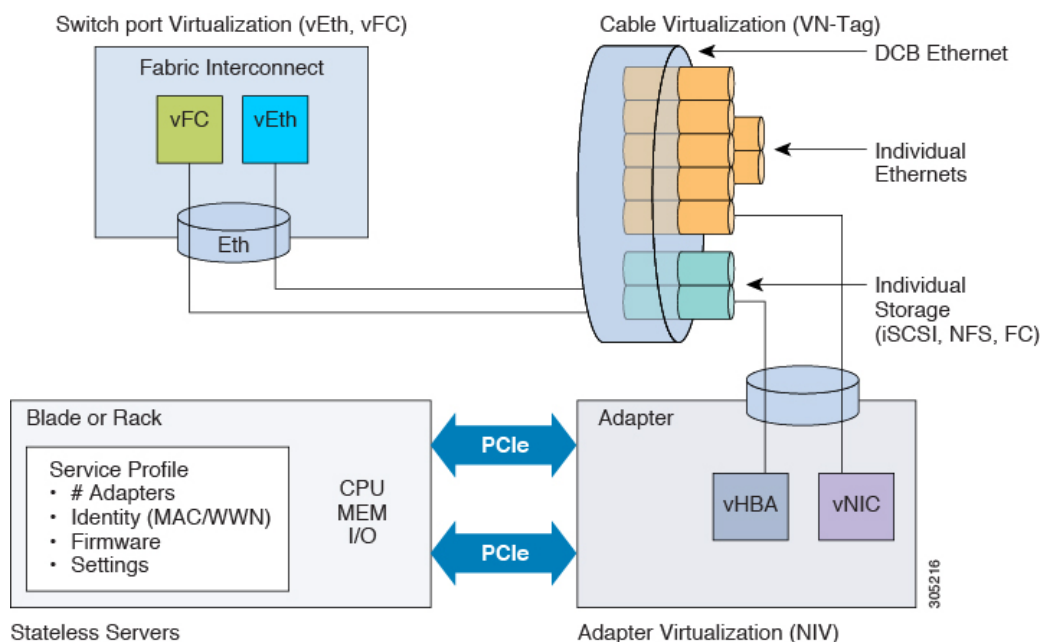 Switch port Virtualization (vEth, vFC)
Fabric Interconnect
vFC
vEth
Eth
Cable Virtualization (VN-Tag)
DCB Ethernet
Individual
Ethernets
Individual
Storage
(iSCSI, NFS, FC)
Blade or Rack
Service Profile
• # Adapters
• Identity (MAC/WWN)
• Firmware
• Settings
CPU
MEM
I/O
PCIe
PCIe
Adapter
vHBA
vNIC
305216
Stateless Servers
Adapter Virtualization (NIV)